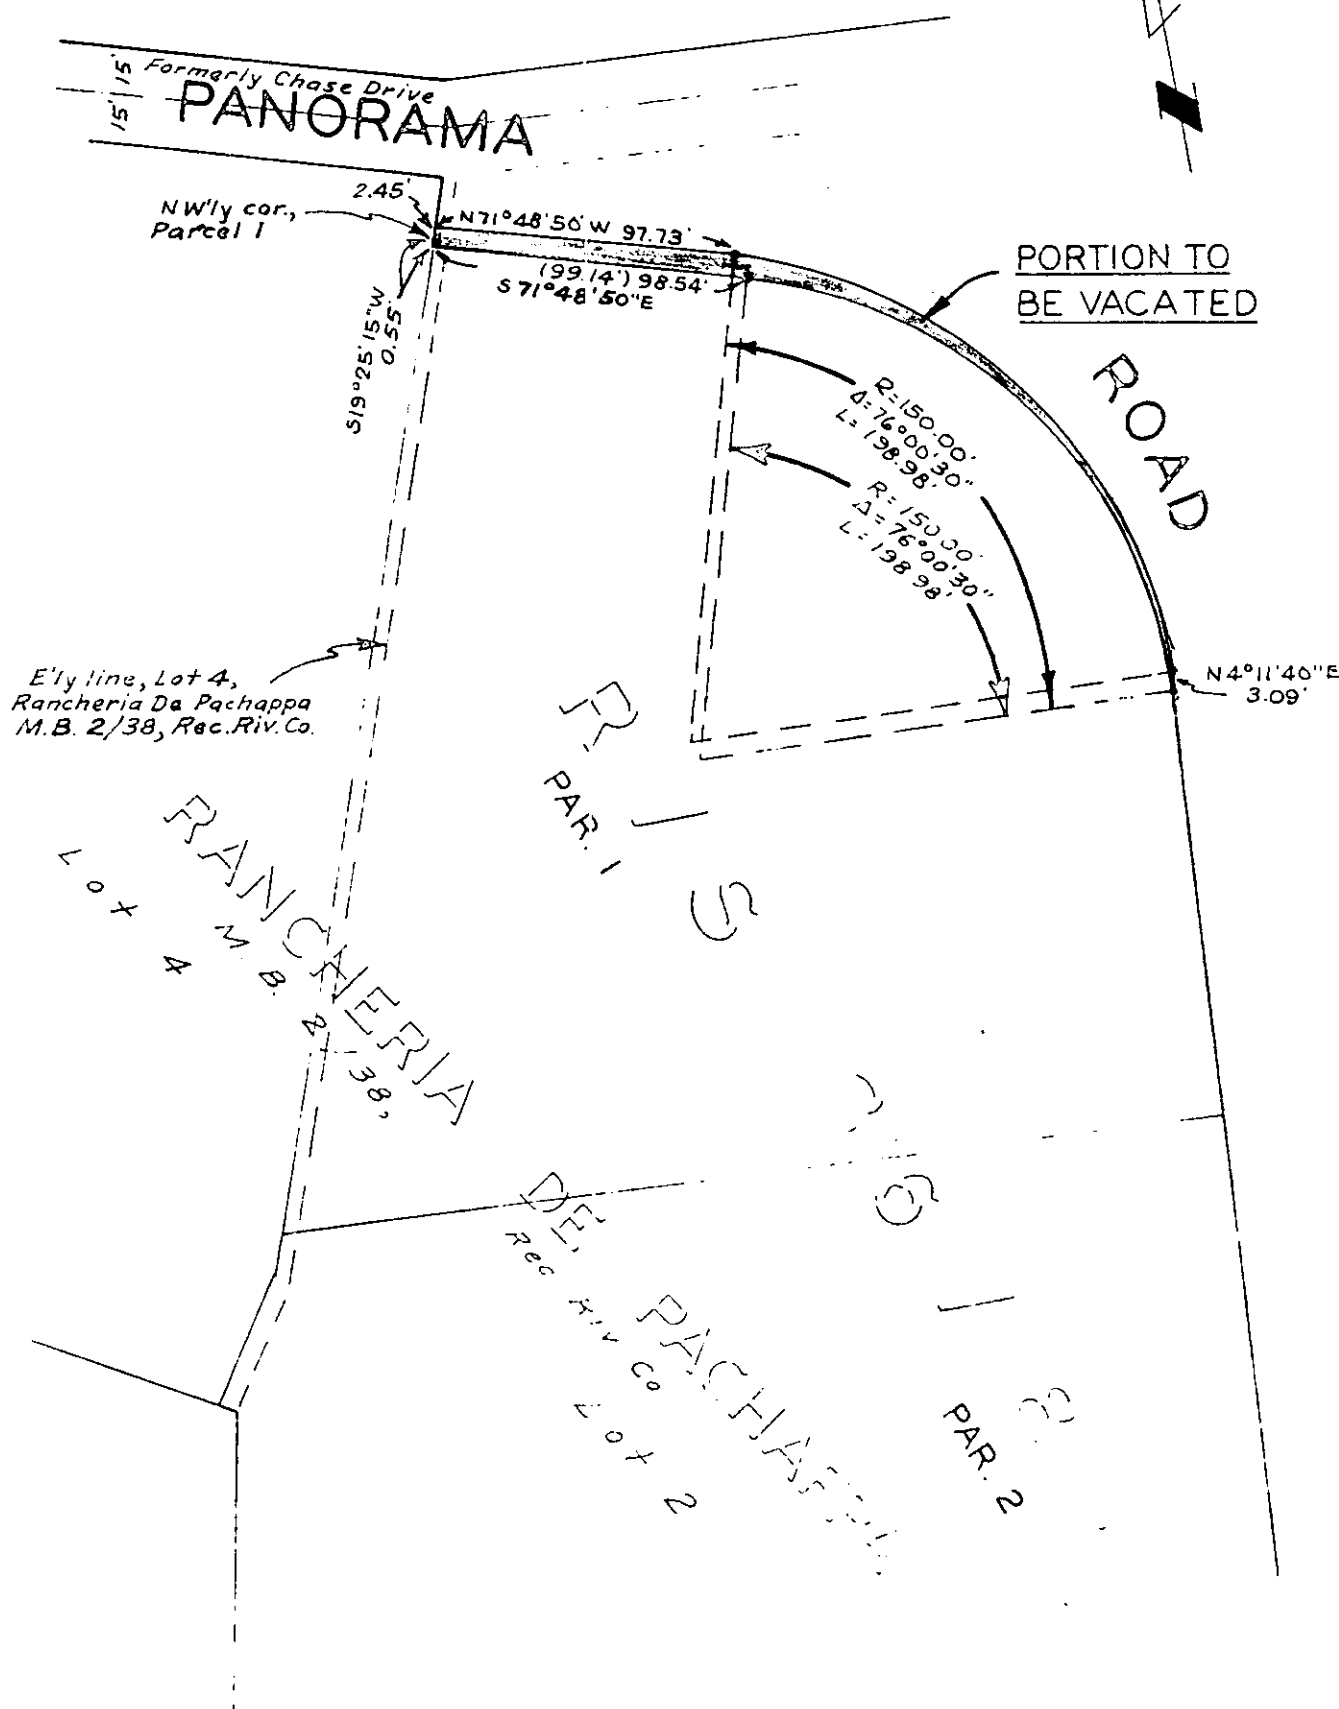 15' 15'
Formerly Chase Drive
PANORAMA
2.45'
NW'ly cor.,
Parcel 1
N71°48'50"W 97.73'
(99.14') 98.54'
S71°48'50"E
S19°25'15"W
0.55'
PORTION TO
BE VACATED
ROAD
R=150.00'
Δ=76°00'30"
L=198.98'
R=150.00'
Δ=76°00'30"
L=198.98'
N4°11'40"E
3.09'
E'ly line, Lot 4,
Rancheria De Pachappa
M.B. 2/38, Rec. Riv. Co.
R
S
PAR. 1
RANCHERIA
Lot 4
M. B. 2/38,
DE
Rec Riv Co
Lot 2
PAR. 2